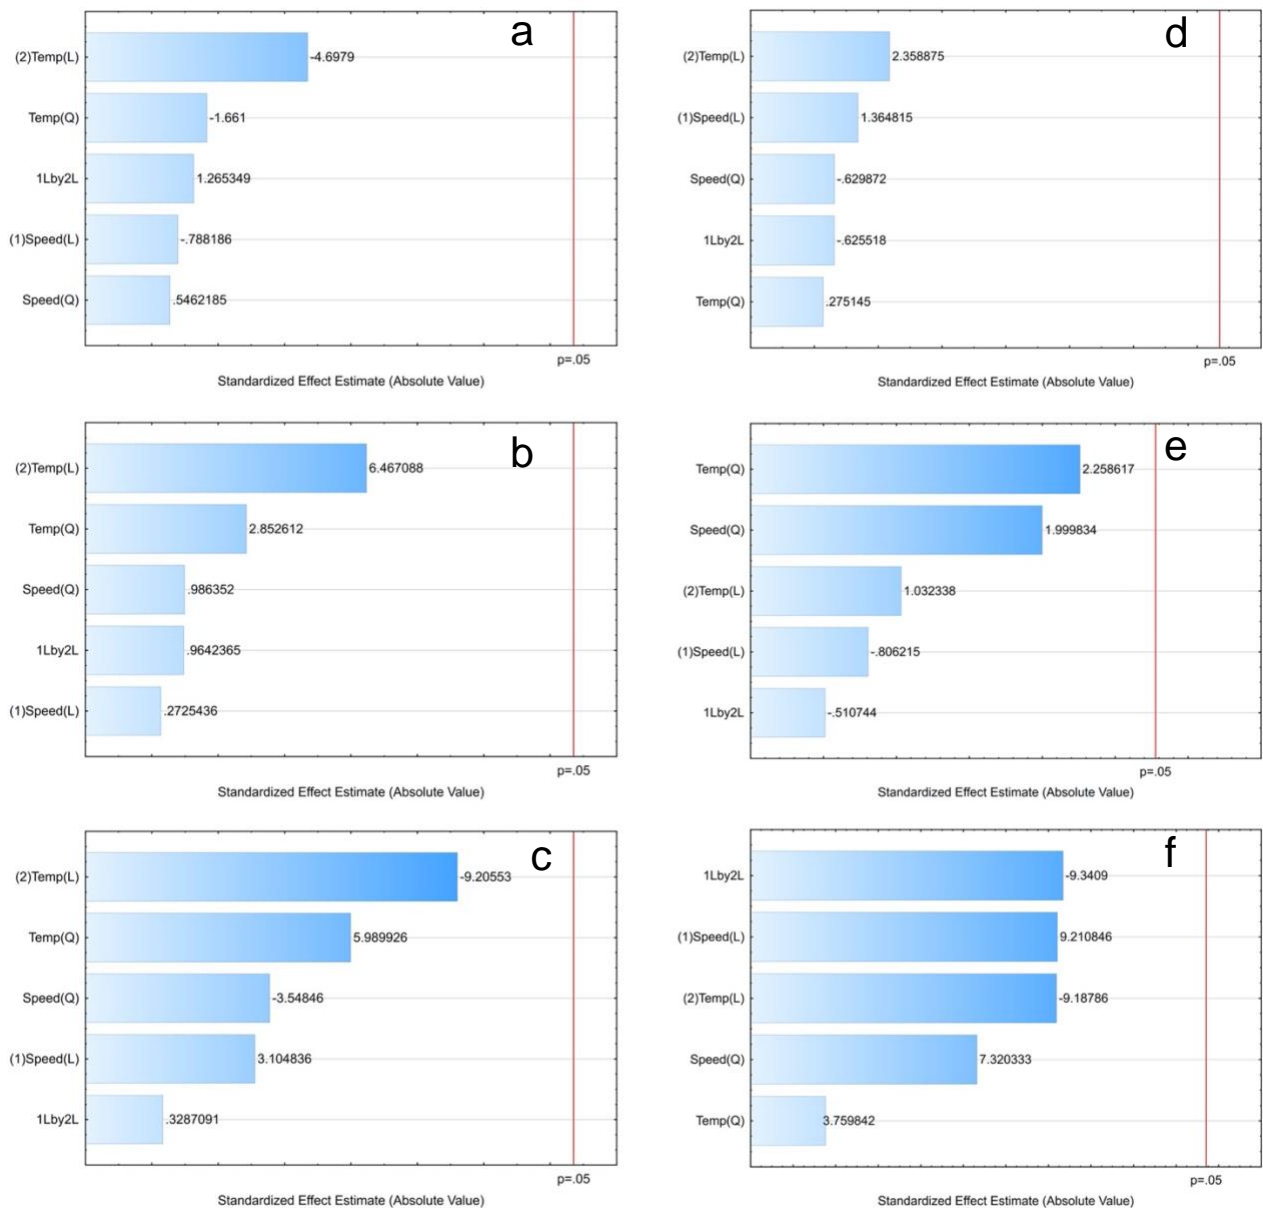 a
(2)Temp(L)
-4.6979
Temp(Q)
-1.661
1Lby2L
1.265349
(1)Speed(L)
-.788186
Speed(Q)
.5462185
p=.05
Standardized Effect Estimate (Absolute Value)
d
(2)Temp(L)
2.358875
(1)Speed(L)
1.364815
Speed(Q)
-.629872
1Lby2L
-.625518
Temp(Q)
.275145
p=.05
Standardized Effect Estimate (Absolute Value)
b
(2)Temp(L)
6.467088
Temp(Q)
2.852612
Speed(Q)
.986352
1Lby2L
.9642365
(1)Speed(L)
.2725436
p=.05
Standardized Effect Estimate (Absolute Value)
e
Temp(Q)
2.258617
Speed(Q)
1.999834
(2)Temp(L)
1.032338
(1)Speed(L)
-.806215
1Lby2L
-.510744
p=.05
Standardized Effect Estimate (Absolute Value)
c
(2)Temp(L)
-9.20553
Temp(Q)
5.989926
Speed(Q)
-3.54846
(1)Speed(L)
3.104836
1Lby2L
.3287091
p=.05
Standardized Effect Estimate (Absolute Value)
f
1Lby2L
-9.3409
(1)Speed(L)
9.210846
(2)Temp(L)
-9.18786
Speed(Q)
7.320333
Temp(Q)
3.759842
p=.05
Standardized Effect Estimate (Absolute Value)